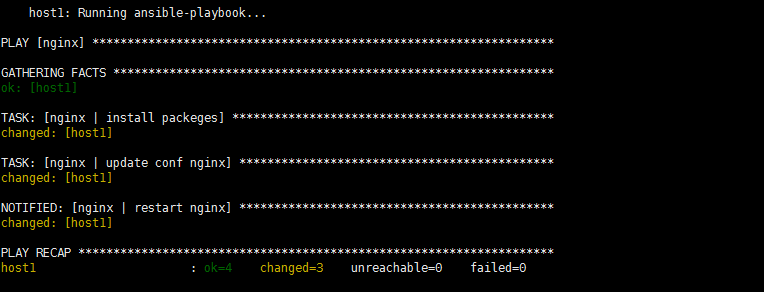 host1: Running ansible-playbook...
PLAY [nginx] ******************************************************************
GATHERING FACTS ***************************************************************
ok: [host1]
TASK: [nginx | install packeges] **********************************************
changed: [host1]
TASK: [nginx | update conf nginx] *********************************************
changed: [host1]
NOTIFIED: [nginx | restart nginx] *********************************************
changed: [host1]
PLAY RECAP ********************************************************************
host1                      : ok=4    changed=3    unreachable=0    failed=0